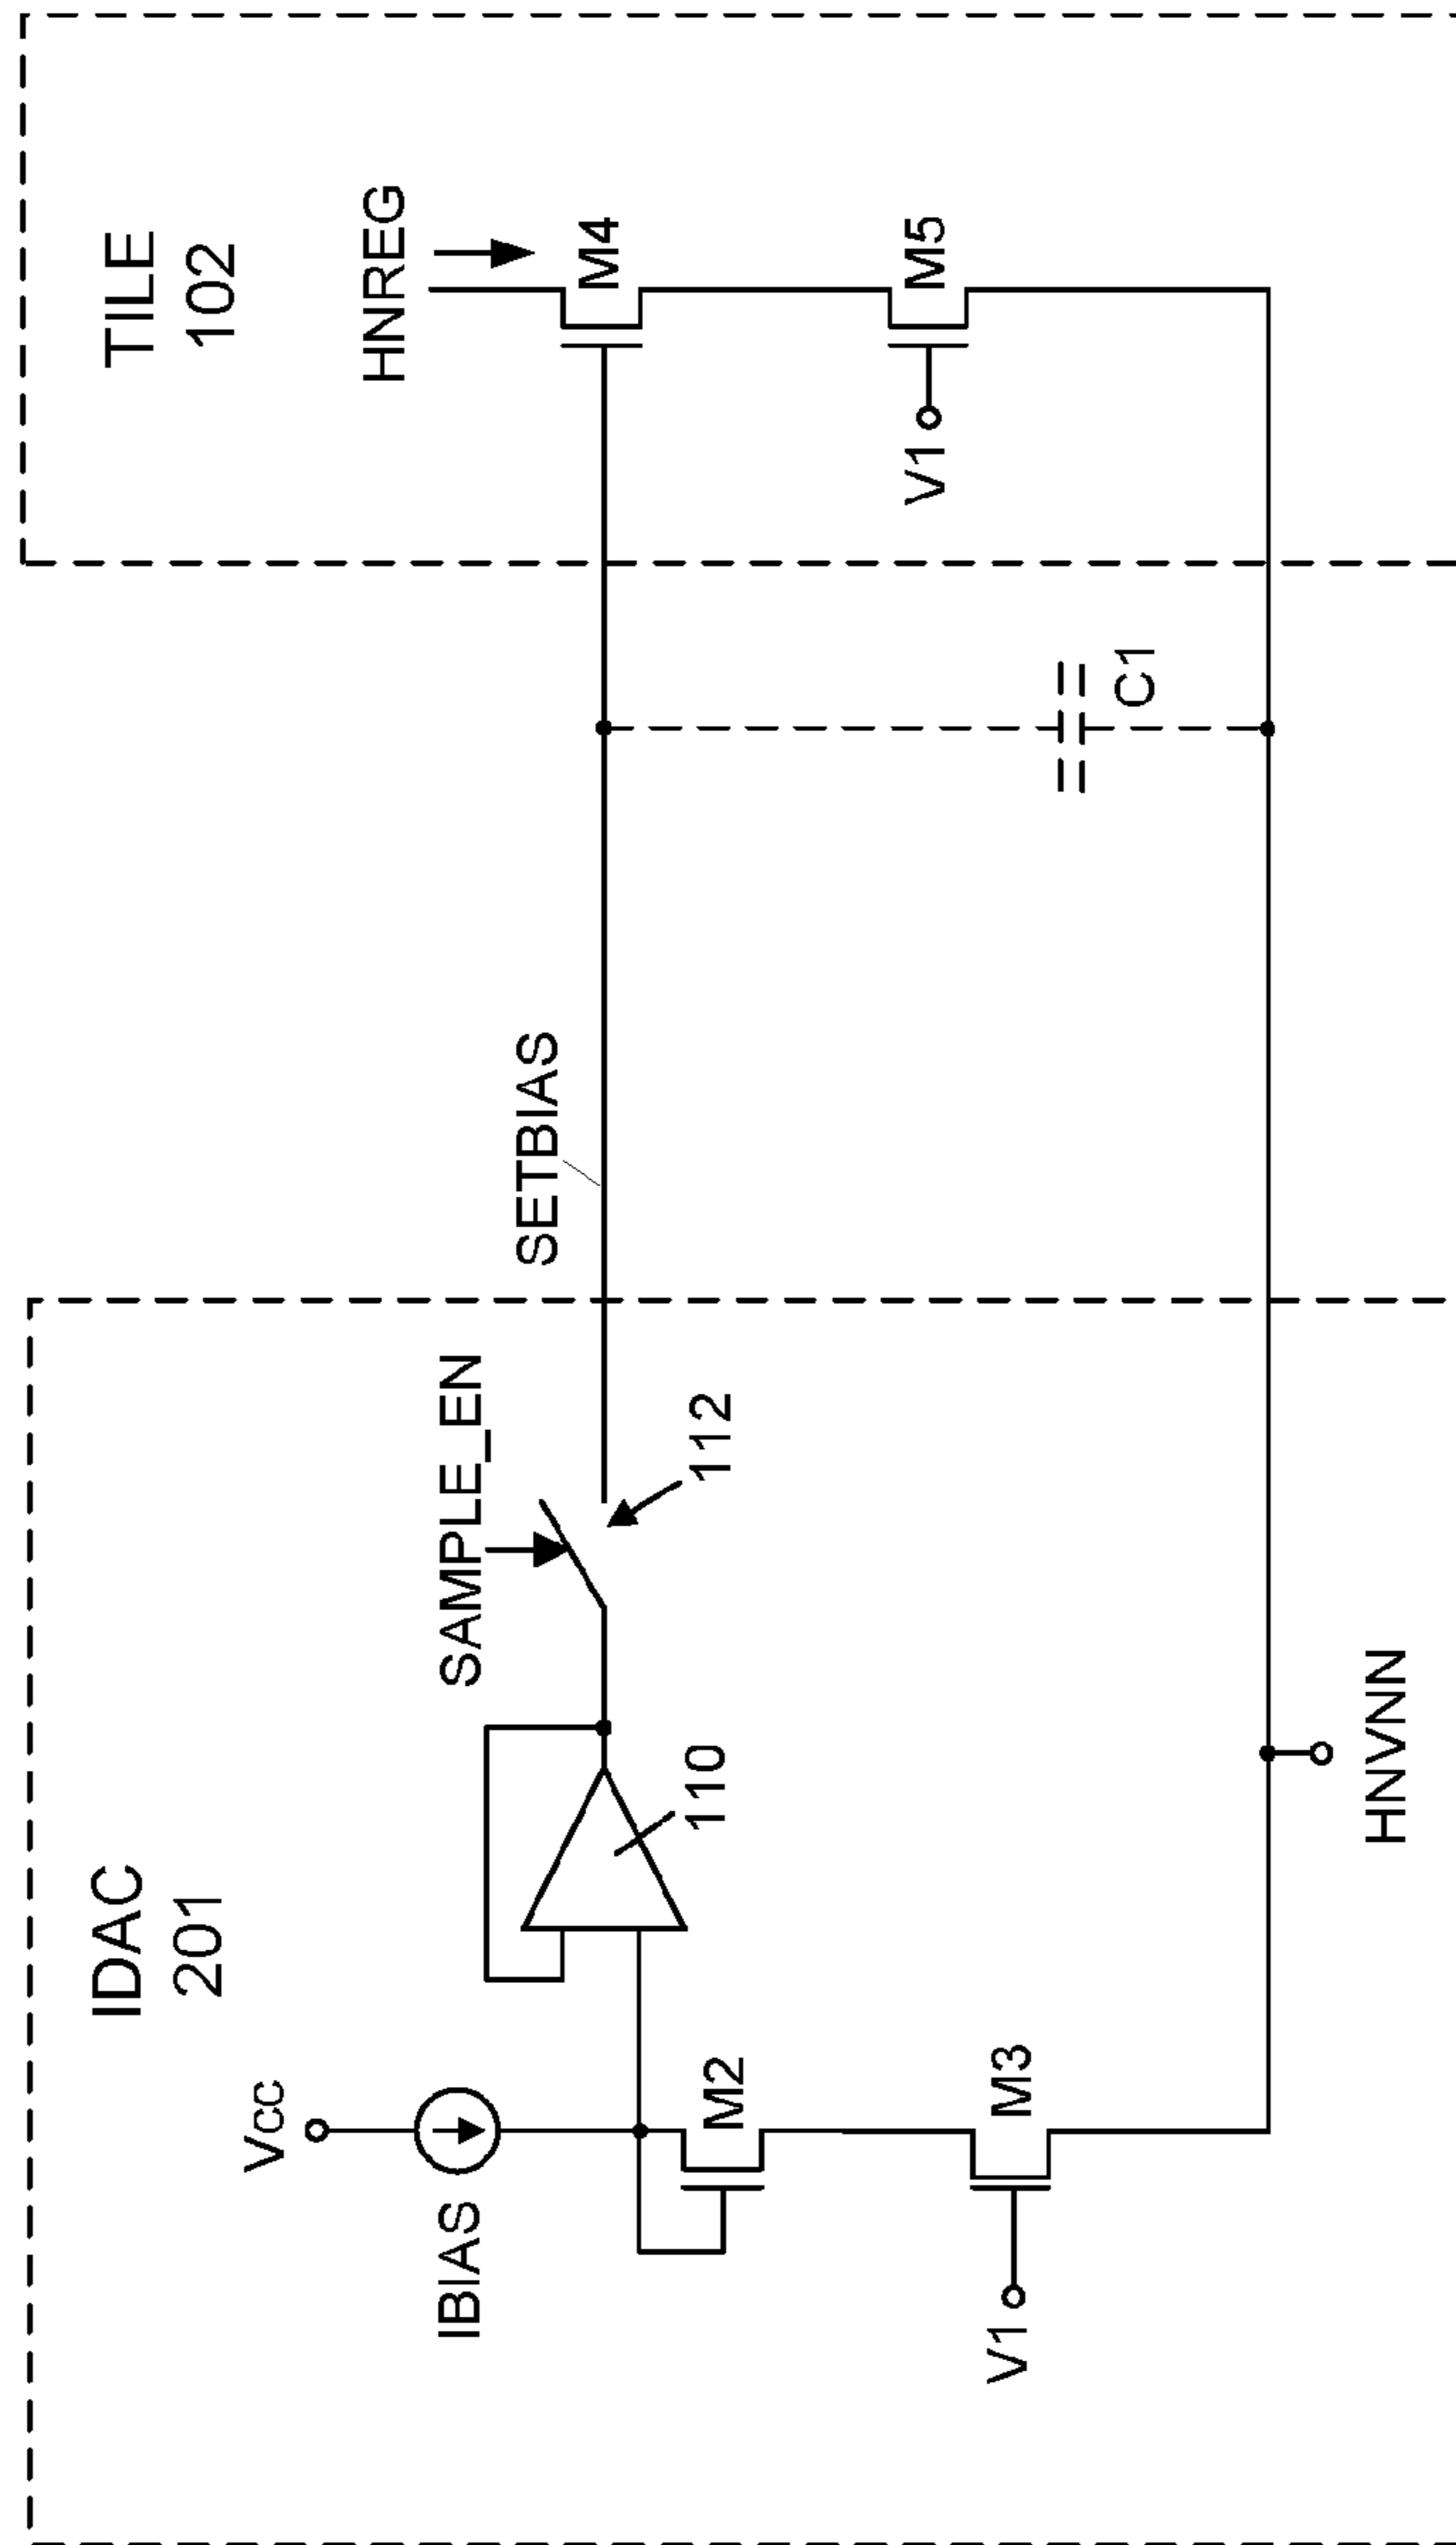 IDAC
201
TILE
102
VCC
IBIAS
SAMPLE_EN
SETBIAS
HNREG
M4
110
112
M2
V1
M5
M3
V1
C1
HNVNN